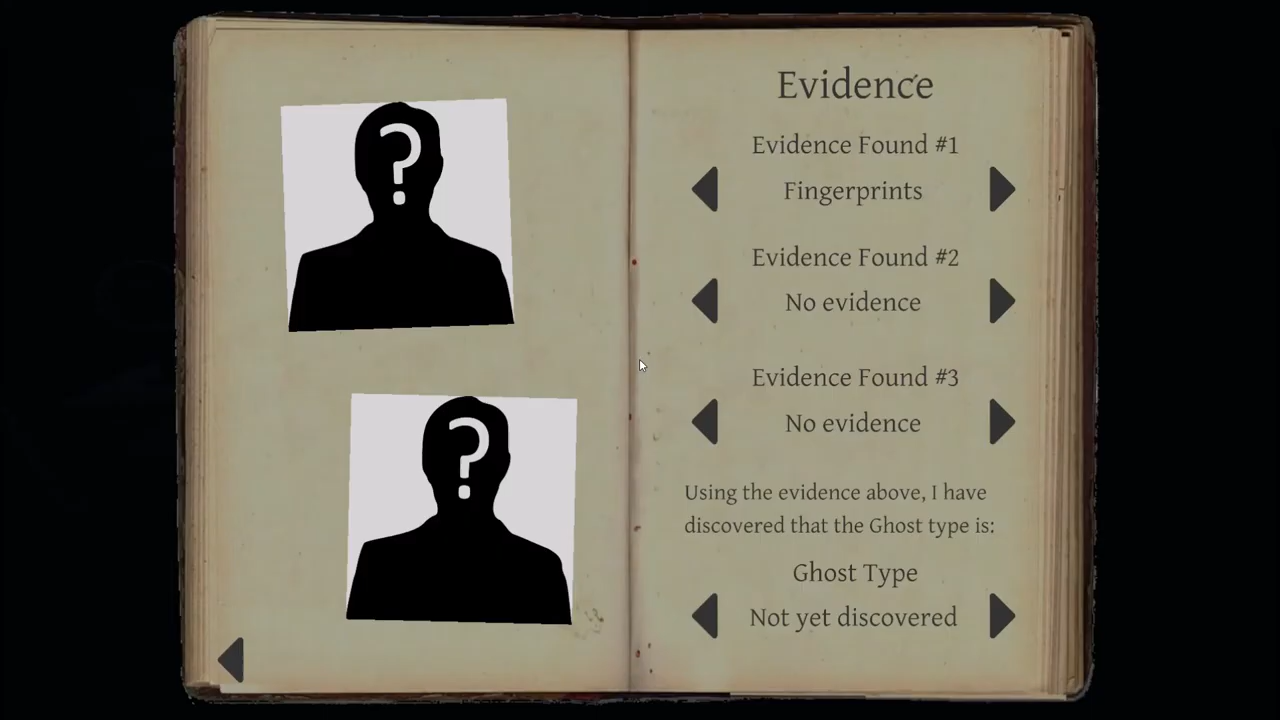 ?
?
Evidence
Evidence Found #1
Fingerprints
Evidence Found #2
No evidence
Evidence Found #3
No evidence
Using the evidence above, I have
discovered that the Ghost type is:
Ghost Type
Not yet discovered